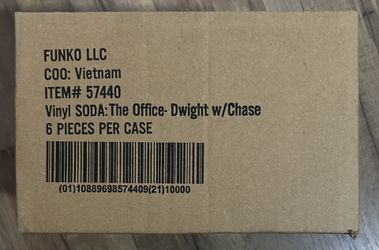 FUNKO LLC
COO: Vietnam
ITEM# 57440
Vinyl SODA:The Office- Dwight w/Chase
6 PIECES PER CASE
(01)10889698574409(21)10000